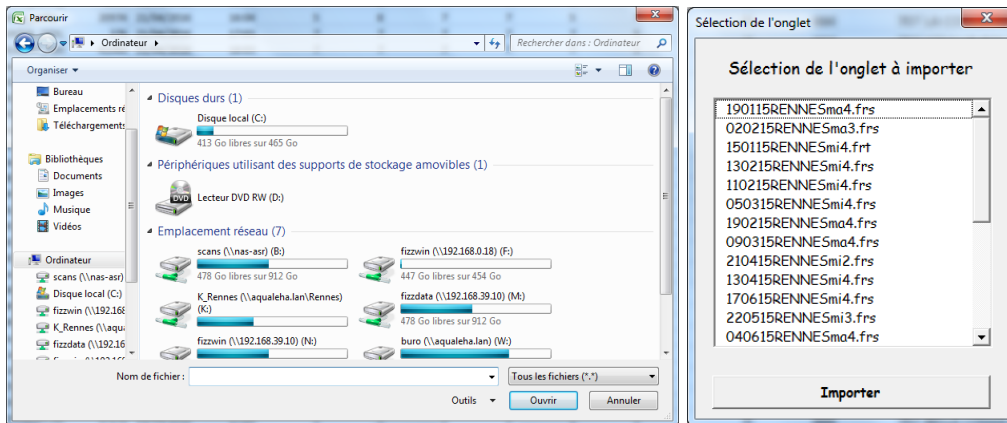 Parcourir
Ordinateur
Rechercher dans : Ordinateur
Organiser
Bureau
Emplacements ré
Téléchargements
Bibliothèques
Documents
Images
Musique
Vidéos
Ordinateur
scans (\\nas-asr)
Disque local (C:)
fizzwin (\\192.168
K_Rennes (\\aqua
fizzdata (\\192.16
Disques durs (1)
Disque local (C:)
413 Go libres sur 465 Go
Périphériques utilisant des supports de stockage amovibles (1)
DVD
Lecteur DVD RW (D:)
Emplacement réseau (7)
scans (\\nas-asr) (B:)
478 Go libres sur 912 Go
fizzwin (\\192.168.0.18) (F:)
447 Go libres sur 454 Go
K_Rennes (\\aqualeha.lan\Rennes)
(K:)
fizzdata (\\192.168.39.10) (M:)
478 Go libres sur 912 Go
fizzwin (\\192.168.39.10) (N:)
buro (\\aqualeha.lan) (W:)
Nom de fichier :
Tous les fichiers (*.*)
Outils
Ouvrir
Annuler
Sélection de l'onglet
Sélection de l'onglet à importer
190115RENNESma4.frs
020215RENNESma3.frs
150115RENNESmi4.frt
130215RENNESmi4.frs
110215RENNESmi4.frs
050315RENNESmi4.frs
190215RENNESma4.frs
090315RENNESma4.frs
210415RENNESmi2.frs
130415RENNESmi4.frs
170615RENNESmi4.frs
220515RENNESmi3.frs
040615RENNESma4.frs
Importer